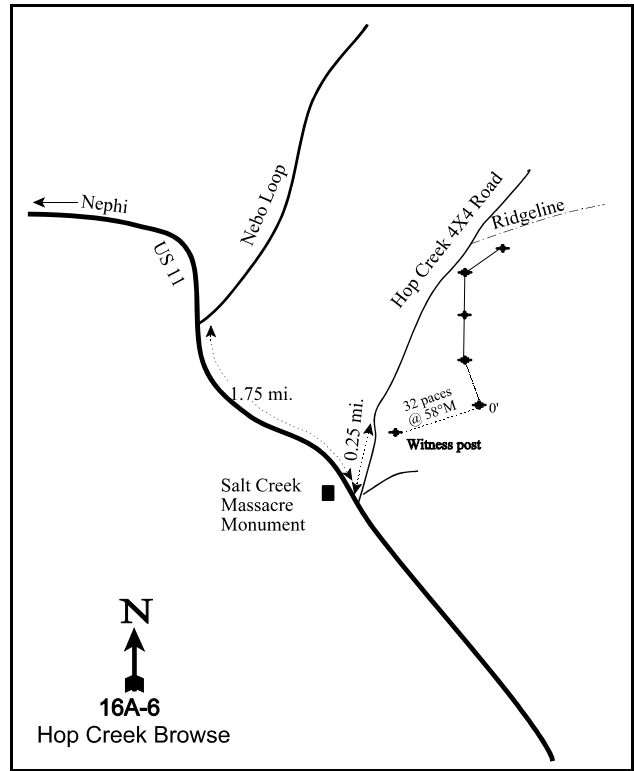 Nephi
US 11
Nebo Loop
Hop Creek 4X4 Road
Ridgeline
1.75 mi.
0.25 mi.
32 paces
@ 58°M
0'
Witness post
Salt Creek
Massacre
Monument
N
16A-6
Hop Creek Browse